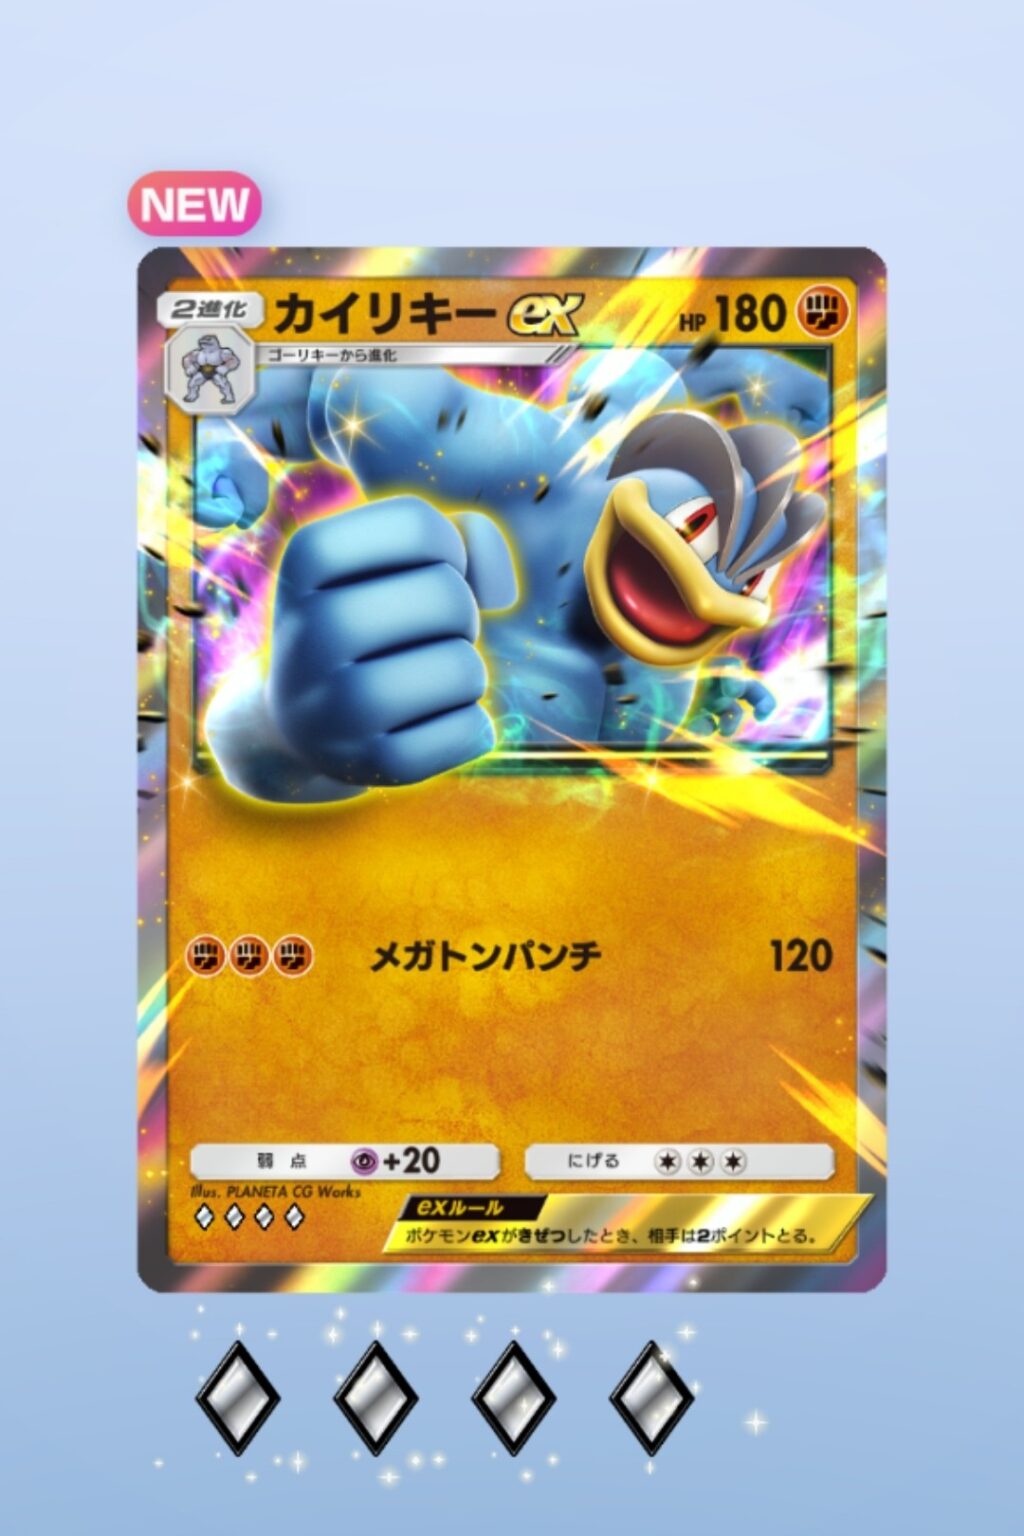 NEW
2進化 カイリキーex HP 180
ゴーリキーから進化
メガトンパンチ 120
弱点 +20 にげる
Illus. PLANETA CG Works
exルール
ポケモンexがきぜつしたとき、相手は2ポイントとる。